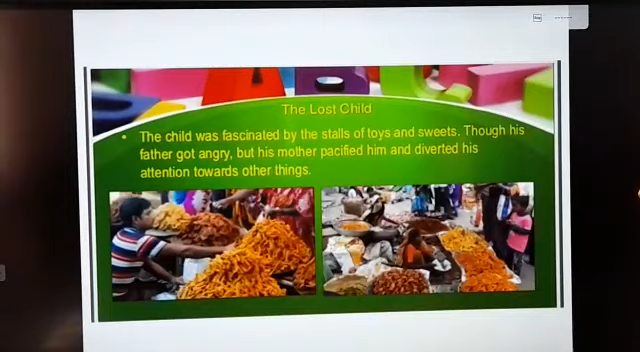 The Lost Child
• The child was fascinated by the stalls of toys and sweets. Though his
father got angry, but his mother pacified him and diverted his
attention towards other things.